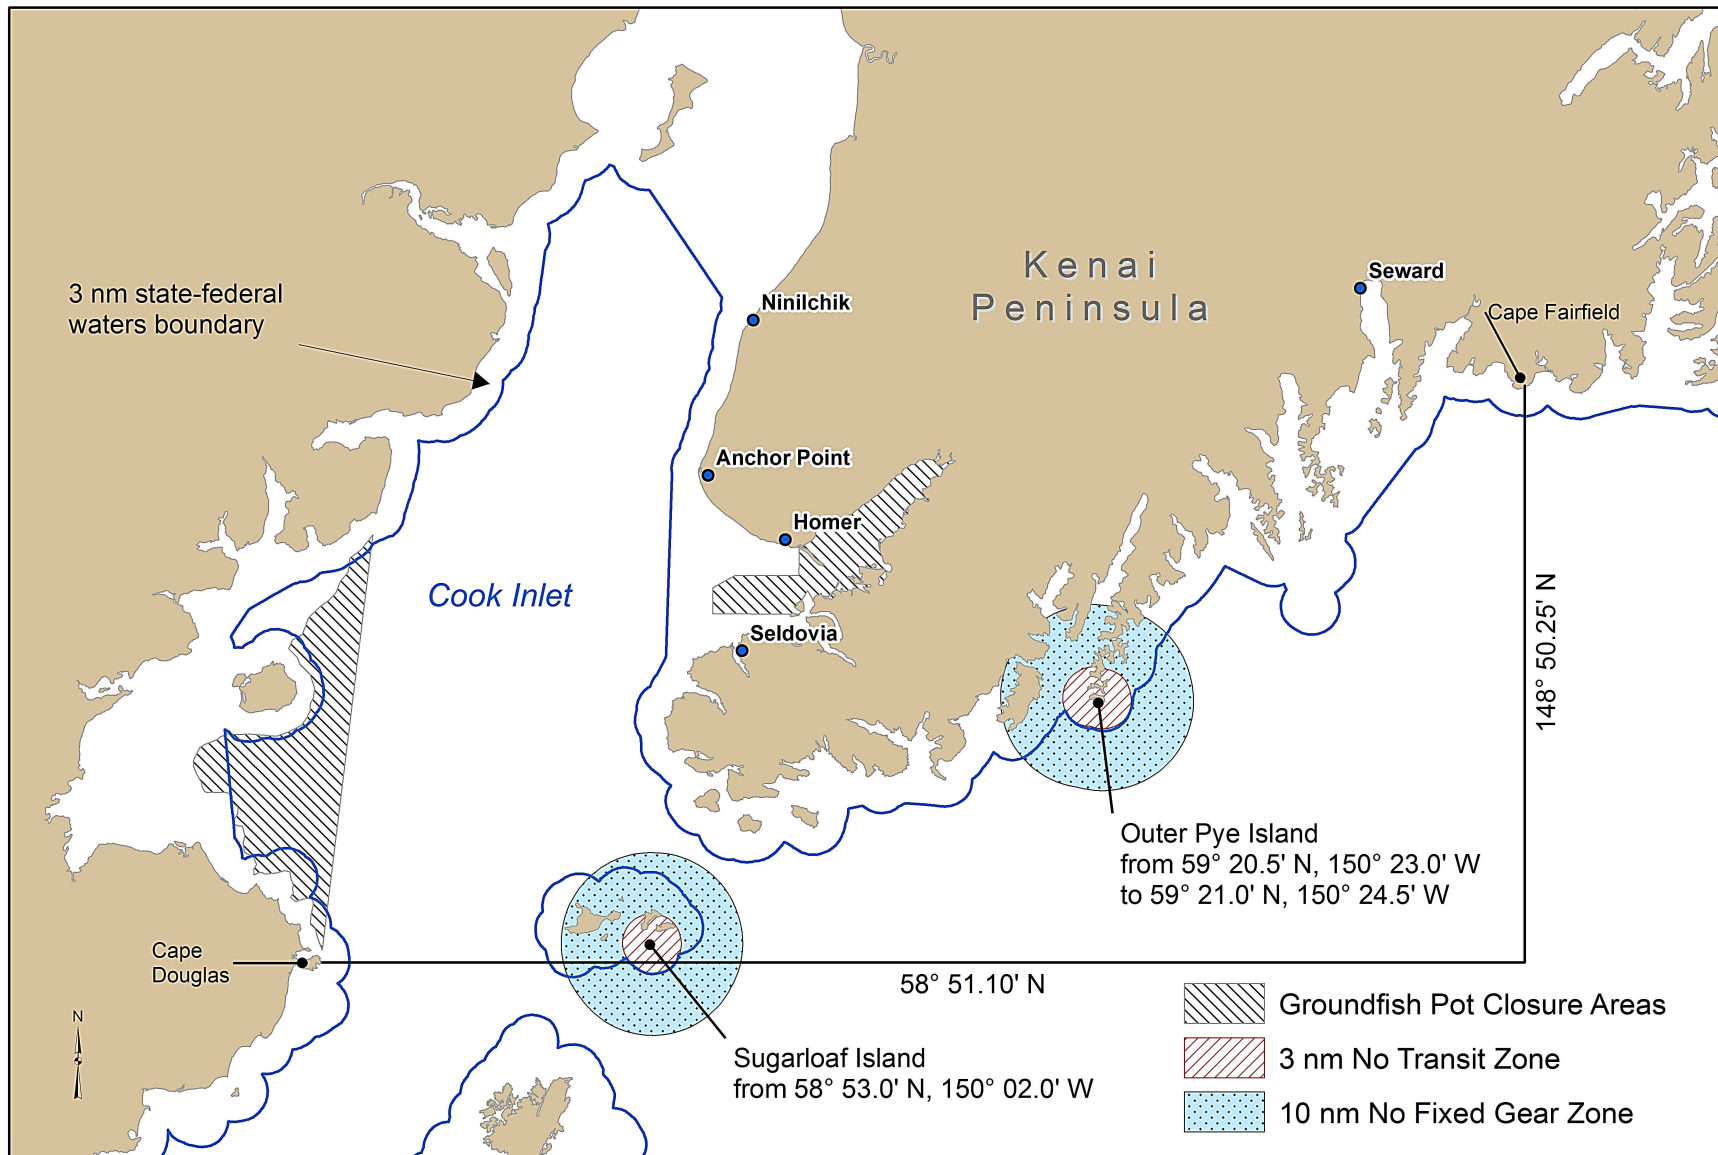 3 nm state-federal
waters boundary
Kenai
Peninsula
Seward
Cape Fairfield
Ninilchik
Anchor Point
Homer
Cook Inlet
Seldovia
148° 50.25' N
Outer Pye Island
from 59° 20.5' N, 150° 23.0' W
to 59° 21.0' N, 150° 24.5' W
Cape
Douglas
58° 51.10' N
N
Sugarloaf Island
from 58° 53.0' N, 150° 02.0' W
Groundfish Pot Closure Areas
3 nm No Transit Zone
10 nm No Fixed Gear Zone